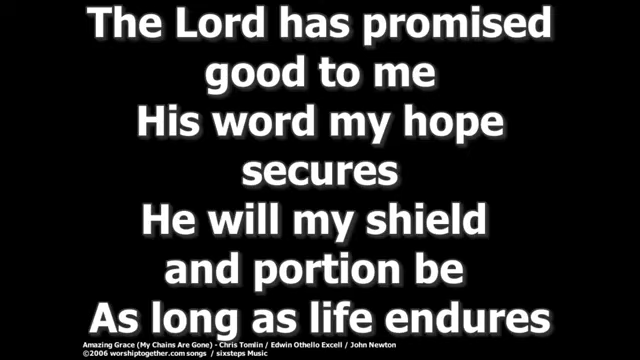 The Lord has promised
good to me
His word my hope
secures
He will my shield
and portion be
As long as life endures
Amazing Grace (My Chains Are Gone) - Chris Tomlin / Edwin Othello Excell / John Newton
©2006 worshiptogether.com songs / sixsteps Music